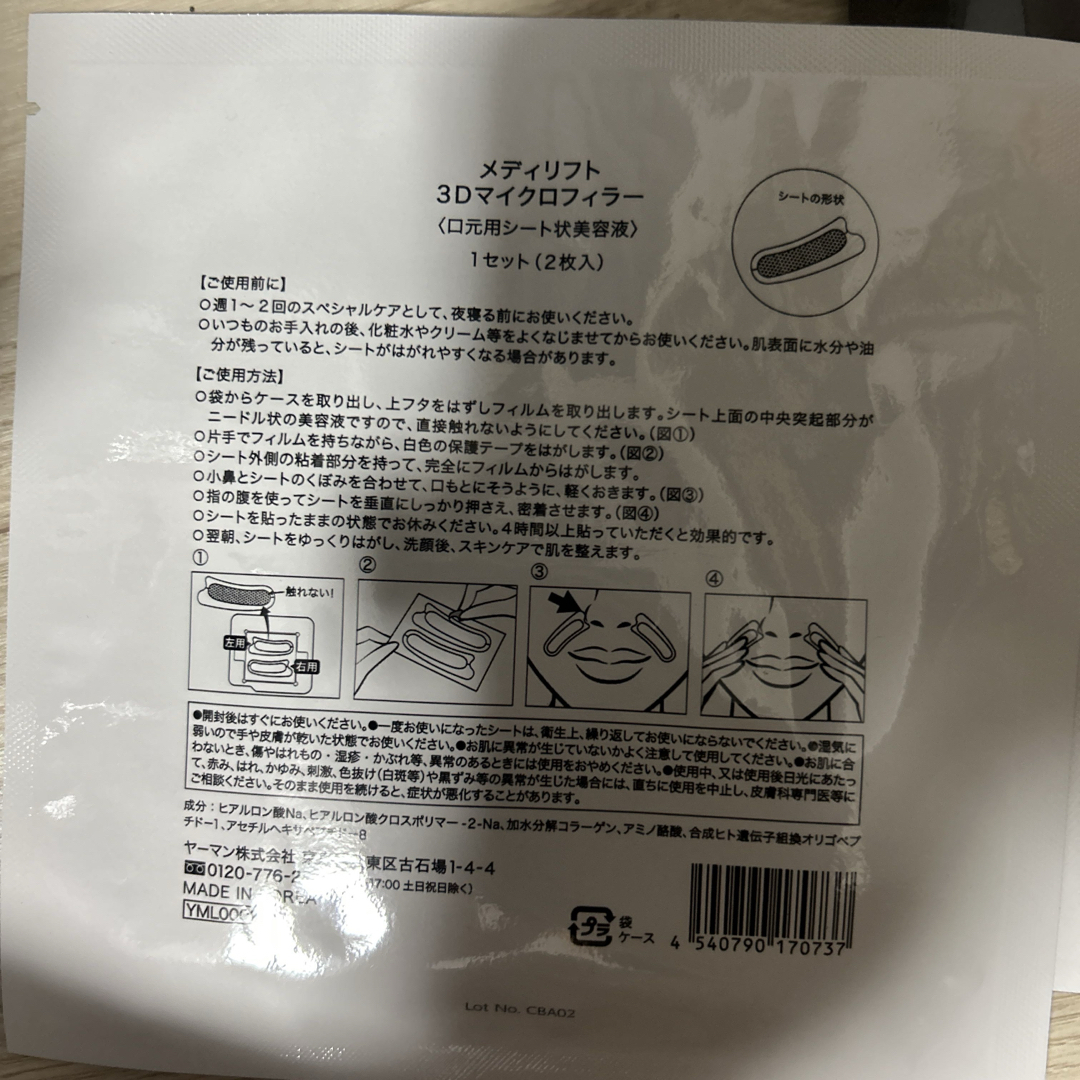 メディリフト
3Dマイクロフィラー
〈口元用シート状美容液〉
1セット(2枚入)
シートの形状
【ご使用前に】
○週1〜2回のスペシャルケアとして、夜寝る前にお使いください。
○いつものお手入れの後、化粧水やクリーム等をよくなじませてからお使いください。肌表面に水分や油
分が残っていると、シートがはがれやすくなる場合があります。
【ご使用方法】
○袋からケースを取り出し、上フタをはずしフィルムを取り出します。シート上面の中央突起部分が
ニードル状の美容液ですので、直接触れないようにしてください。(図①)
○片手でフィルムを持ちながら、白色の保護テープをはがします。(図②)
○シート外側の粘着部分を持って、完全にフィルムからはがします。
○小鼻とシートのくぼみを合わせて、口もとにそうように、軽くおきます。(図③)
○指の腹を使ってシートを垂直にしっかり押さえ、密着させます。(図④)
○シートを貼ったままの状態でお休みください。4時間以上貼っていただくと効果的です。
○翌朝、シートをゆっくりはがし、洗顔後、スキンケアで肌を整えます。
① ② ③ ④
触れない!
左用
右用
●開封後はすぐにお使いください。●一度お使いになったシートは、衛生上、繰り返してお使いにならないでください。●湿気に
弱いので手や皮膚が乾いた状態でお使いください。●お肌に異常が生じていないかよく注意して使用してください。●お肌に合
わないとき、傷やはれもの・湿疹・かぶれ等、異常のあるときには使用をおやめください。●使用中、又は使用後日光にあたっ
て、赤み、はれ、かゆみ、刺激、色抜け(白斑等)や黒ずみ等の異常が生じた場合には、直ちに使用を中止し、皮膚科専門医等に
ご相談ください。そのまま使用を続けると、症状が悪化することがあります。
成分:ヒアルロン酸Na、ヒアルロン酸クロスポリマー-2-Na、加水分解コラーゲン、アミノ酪酸、合成ヒト遺伝子組換オリゴペプ
チドー1、アセチルヘキサペプチドー8
ヤーマン株式会社 東区古石場1-4-4
0120-776-2 17:00 土日祝日除く)
MADE IN KOREA
YML00
プラ
袋
ケース
4 540790 170737
Lot No. CBA02